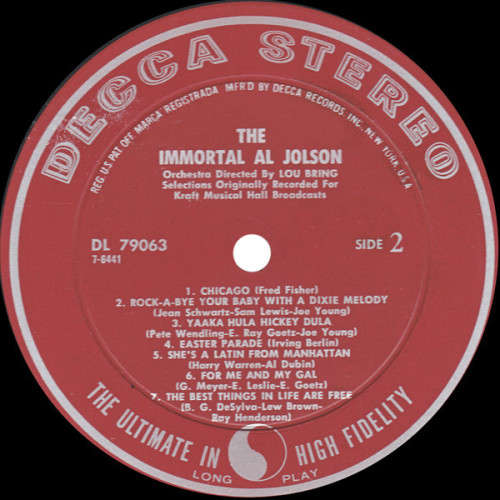 DECCA STEREO
REG. U.S. PAT. OFF. MARCA REGISTRADA MFR'D BY DECCA RECORDS, INC., NEW YORK, U.S.A.
THE
IMMORTAL AL JOLSON
Orchestra Directed By LOU BRING
Selections Originally Recorded For
Kraft Musical Hall Broadcasts
DL 79063
7-6441
SIDE 2
1. CHICAGO (Fred Fisher)
2. ROCK-A-BYE YOUR BABY WITH A DIXIE MELODY
(Jean Schwartz-Sam Lewis-Joe Young)
3. YAAKA HULA HICKEY DULA
(Pete Wendling-E. Ray Goetz-Joe Young)
4. EASTER PARADE (Irving Berlin)
5. SHE'S A LATIN FROM MANHATTAN
(Harry Warren-Al Dubin)
6. FOR ME AND MY GAL
(G. Meyer-E. Leslie-E. Goetz)
7. THE BEST THINGS IN LIFE ARE FREE
(B. G. DeSylva-Lew Brown-
Ray Henderson)
THE ULTIMATE IN HIGH FIDELITY
LONG PLAY